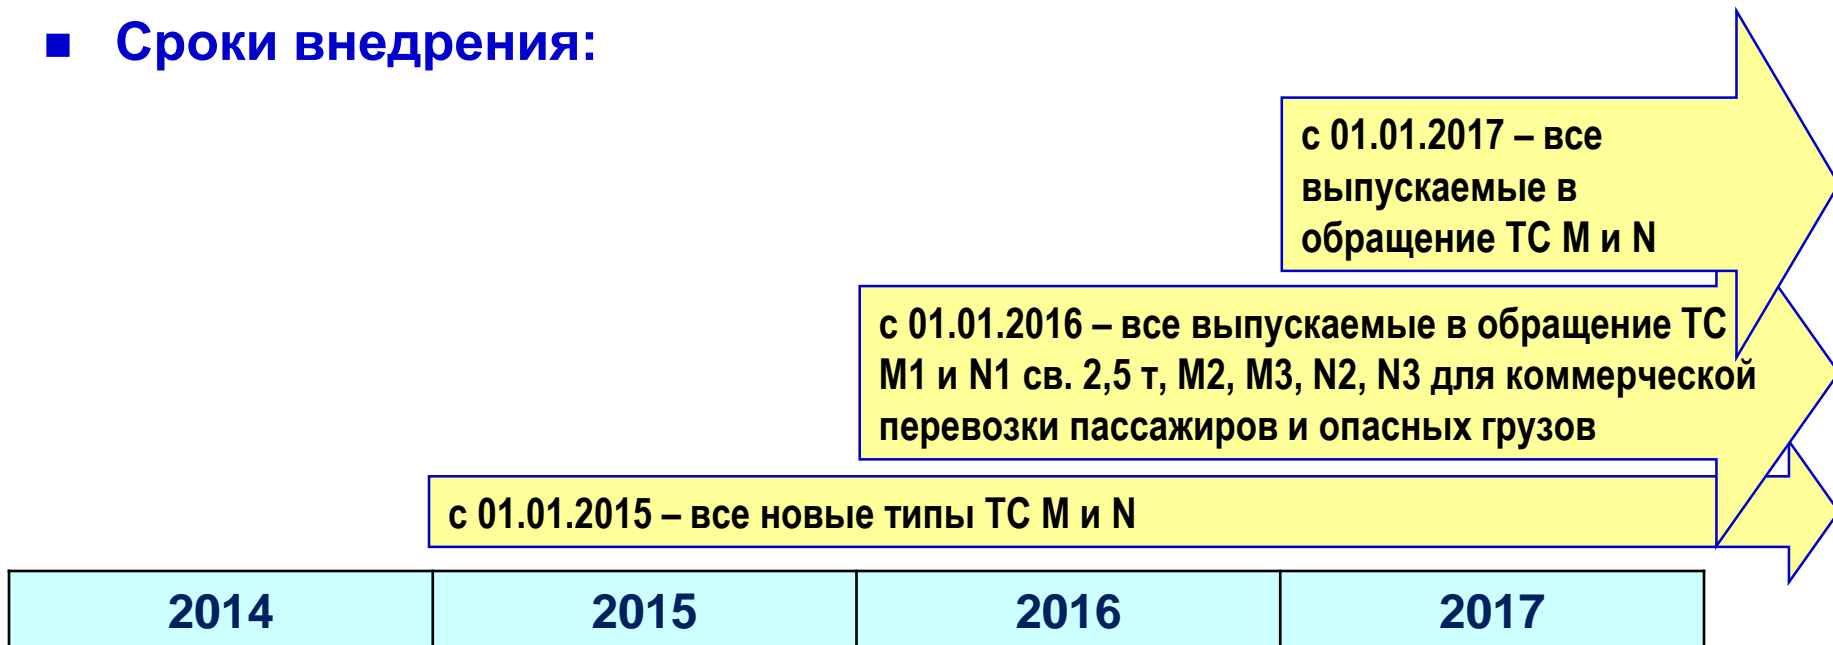 Сроки внедрения:
с 01.01.2017 – все
выпускаемые в
обращение ТС M и N
с 01.01.2016 – все выпускаемые в обращение ТС
M1 и N1 св. 2,5 т, M2, M3, N2, N3 для коммерческой
перевозки пассажиров и опасных грузов
с 01.01.2015 – все новые типы ТС M и N
2014 2015 2016 2017